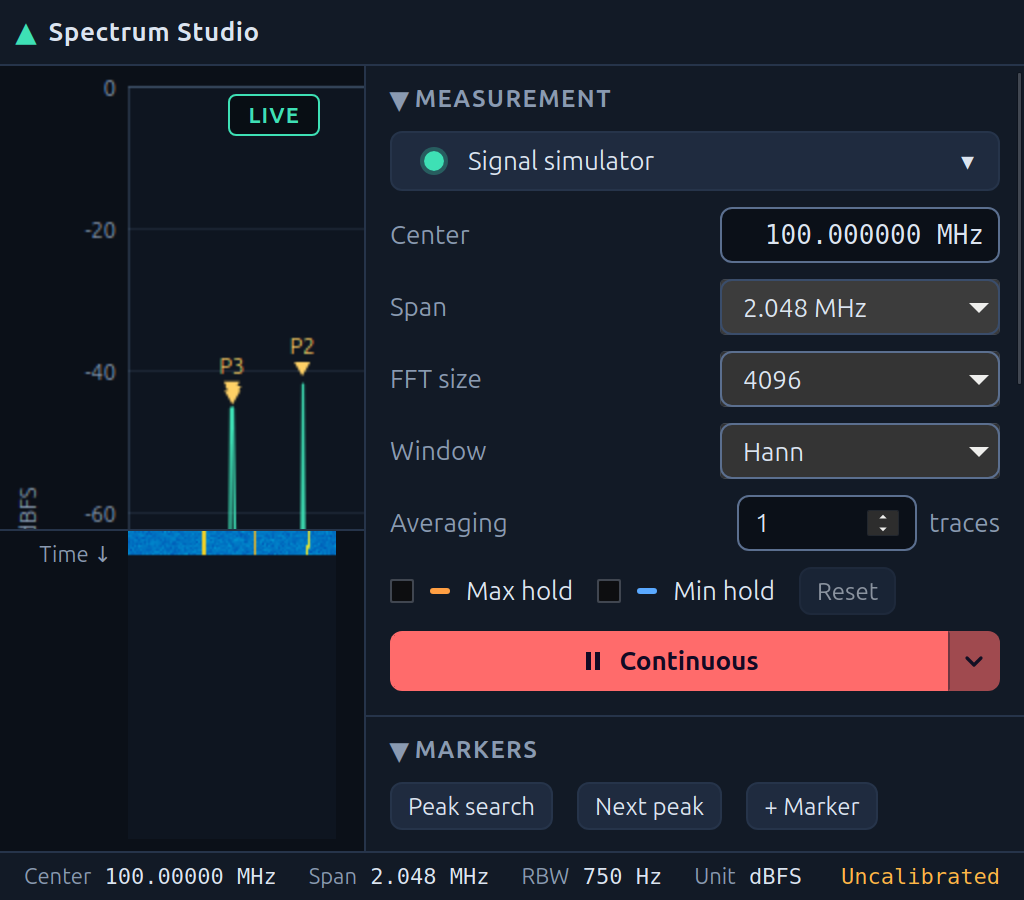 Spectrum Studio
0
LIVE
-20
-40
-60
P3
P2
Time ↓
MEASUREMENT
Signal simulator
Center 100.000000 MHz
Span 2.048 MHz
FFT size 4096
Window Hann
Averaging 1 traces
Max hold Min hold Reset
Continuous
MARKERS
Peak search Next peak + Marker
Center 100.00000 MHz Span 2.048 MHz RBW 750 Hz Unit dBFS Uncalibrated